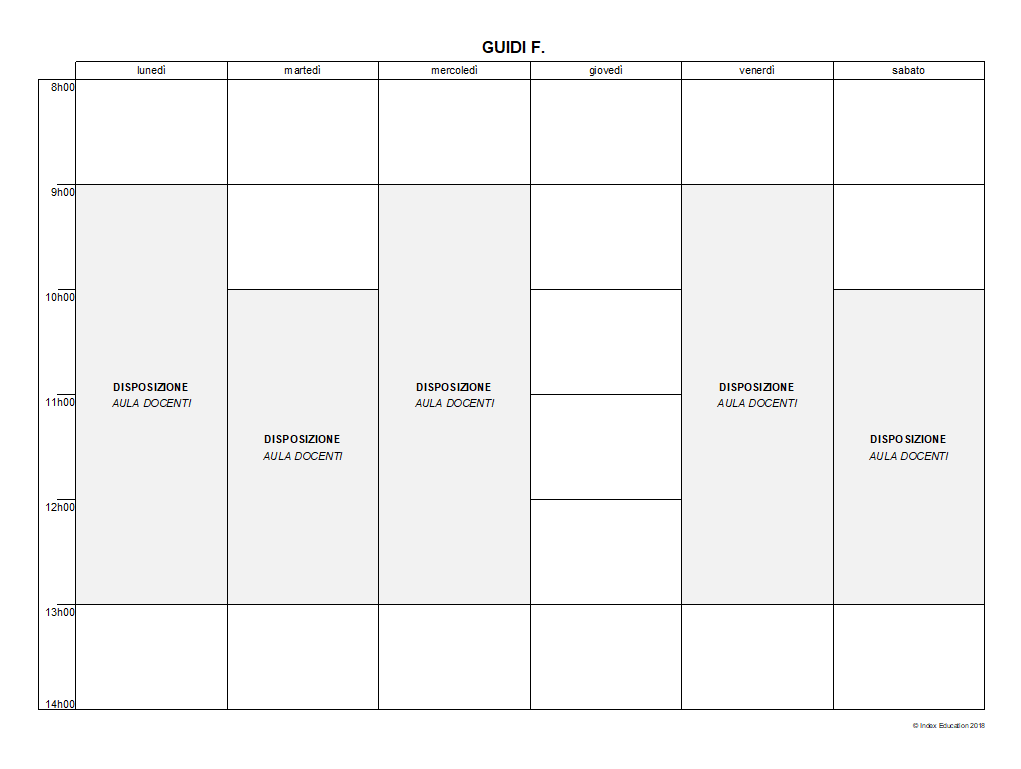 GUIDI F.
lunedì martedì mercoledì giovedì venerdì sabato
8h00
9h00
10h00
DISPOSIZIONE DISPOSIZIONE DISPOSIZIONE
11h00
AULA DOCENTI AULA DOCENTI AULA DOCENTI
DISPOSIZIONE DISPOSIZIONE
AULA DOCENTI AULA DOCENTI
12h00
13h00
14h00
© Index Education 2018